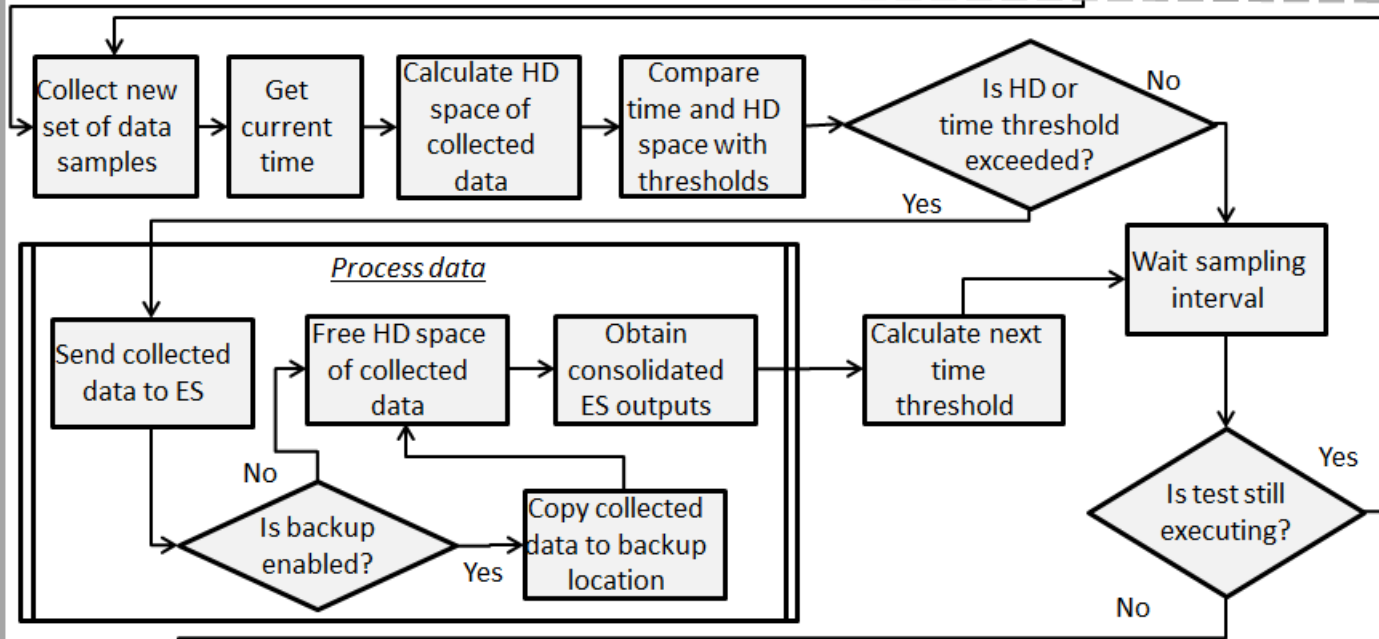 Collect new
set of data
samples
Get
current
time
Calculate HD
space of
collected
data
Compare
time and HD
space with
thresholds
Is HD or
time threshold
exceeded?
No
Yes
Wait sampling
interval
Process data
Send collected
data to ES
Free HD space
of collected
data
Obtain
consolidated
ES outputs
Calculate next
time
threshold
No
Is backup
enabled?
Yes
Copy collected
data to backup
location
Is test still
executing?
Yes
No